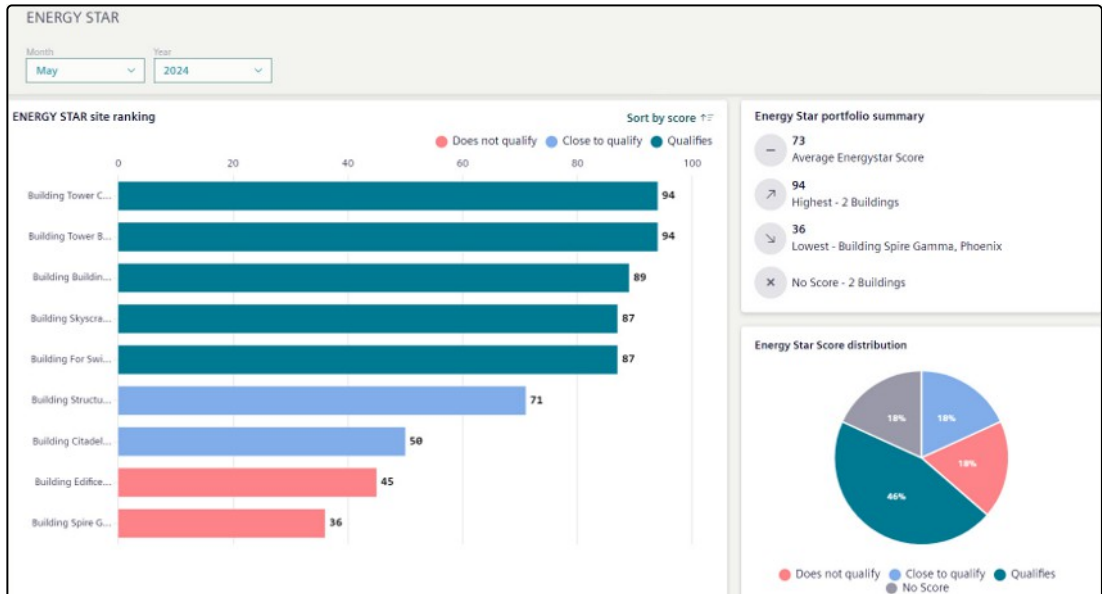 ENERGY STAR
Month
Year
May
2024
ENERGY STAR site ranking
Sort by score
Does not qualify
Close to qualify
Qualifies
0
20
40
60
80
100
Building Tower C...
94
Building Tower B...
94
Building Buildin...
89
Building Skyscra...
87
Building For Swi...
87
Building Structu...
71
Building Citadel...
50
Building Edifice...
45
Building Spire G...
36
Energy Star portfolio summary
73
Average Energystar Score
94
Highest - 2 Buildings
36
Lowest - Building Spire Gamma, Phoenix
No Score - 2 Buildings
Energy Star Score distribution
18%
18%
18%
46%
Does not qualify
Close to qualify
Qualifies
No Score